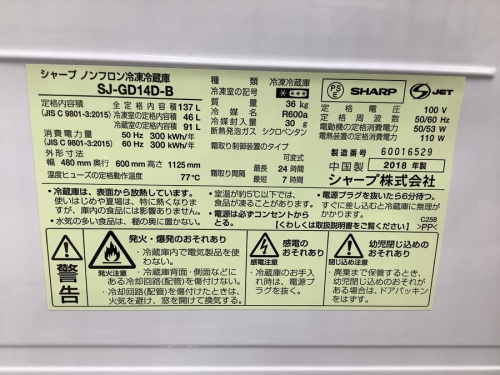 シャープ ノンフロン冷凍冷蔵庫
SJ-GD14D-B
定格内容積 全定格内容積 137 L
(JIS C 9801-3:2015) 冷凍室の定格内容積 46 L
冷蔵室の定格内容積 91 L
消費電力量 50 Hz 300 kWh/年
(JIS C 9801-3:2015) 60 Hz 300 kWh/年
外形寸法
幅 480 mm 奥行 600 mm 高さ 1125 mm
温度ヒューズの定格動作温度 77℃
種類 冷凍冷蔵庫
冷凍室の記号
質量 36 kg
冷媒 R600a
冷媒封入量 30 g
断熱発泡ガス シクロペンタン
霜取り制御装置のタイプ
可変式
霜取り間隔 最長 24 時間
最短 7 時間
PS
E
SHARP
S JET
定格電圧 100 V
定格周波数 50/60 Hz
電動機の定格消費電力 50/53 W
電熱装置の定格消費電力 110 W
製造番号 60016529
中国製 2018 年製
シャープ株式会社
•冷蔵庫は、表面から放熱しています。
使いはじめや夏場は、特に熱くなりま
すが、庫内の食品には影響ありません。
•水気の多い食品は、棚の奥に置かない。
•室温が約5℃以下では、
食品が凍ることがあります。
•電源は必ずコンセントから。
•電源プラグを抜いたら6分待つ。
すぐに差し込むと冷蔵庫に負担がかかり、
故障の原因になります。
【くわしくは取扱説明書をご覧ください】
C258
>PP<
警告
発火・爆発のおそれあり
発火注意
•冷蔵庫内で電気製品を使
わない。
•冷蔵庫背面・側面などに
ある冷却回路(配管)を傷つけない。
•冷却回路(配管)を傷つけたときは、
火気を避け、窓を開けて換気する。
感電の
おそれあり
感電注意
•冷蔵庫のお手入
れ時は、電源プ
ラグを抜く。
幼児閉じ込めの
おそれあり
•廃棄まで保管するとき、幼
児閉じ込めのおそれが
あるときは、ドアパッキン
をはずす。